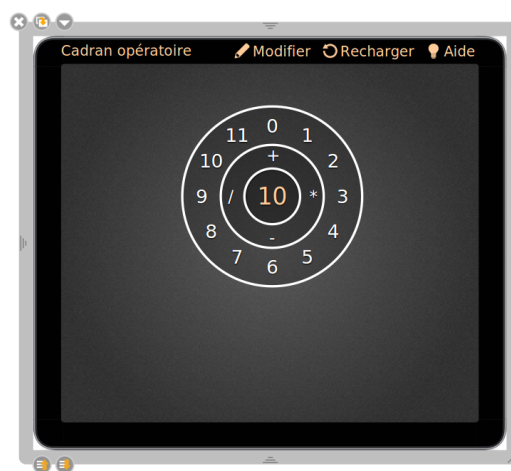 Cadran opératoire Modifier Recharger Aide
0
11 1
10 + 2
9 / 10 * 3
8 - 4
7 5
6